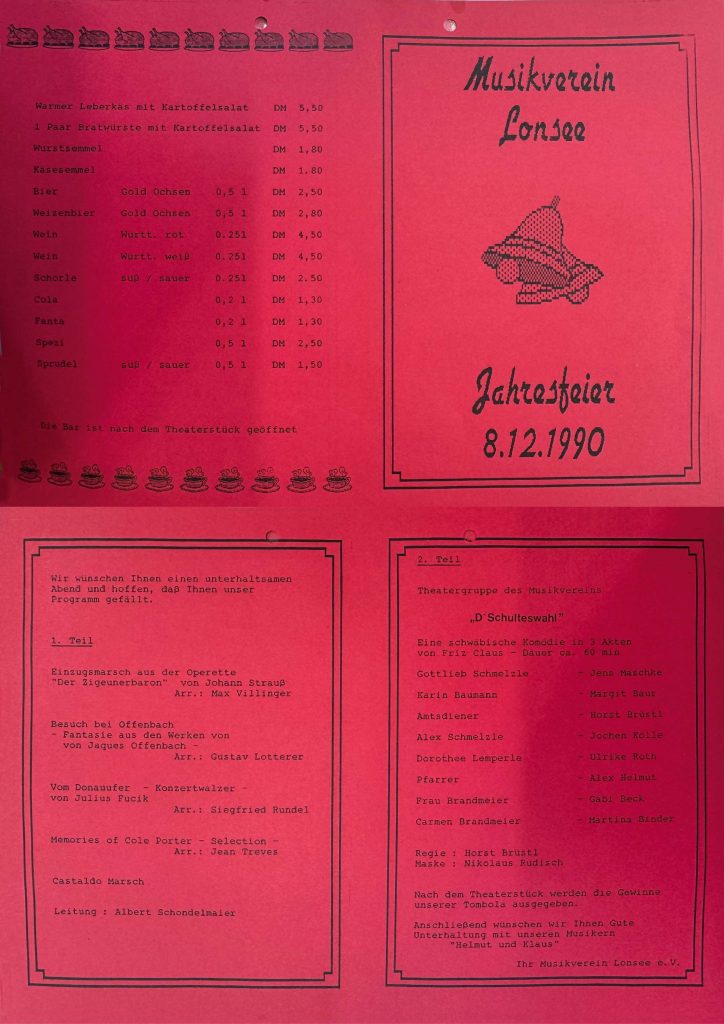 Warmer Leberkäs mit Kartoffelsalat DM 5,50
1 Paar Bratwürste mit Kartoffelsalat DM 5,50
Wurstsemmel DM 1,80
Käsesemmel DM 1.80
Bier Gold Ochsen 0,5 l DM 2,50
Weizenbier Gold Ochsen 0,5 l DM 2,80
Wein Württ. rot 0.25l DM 4,50
Wein Württ. weiß 0.25l DM 4,50
Schorle süß / sauer 0.25l DM 2.50
Cola 0,2 l DM 1,30
Fanta 0,2 l DM 1,30
Spezi 0,5 l DM 2,50
Sprudel süß / sauer 0,5 l DM 1,50
Die Bar ist nach dem Theaterstück geöffnet
Musikverein
Lonsee
Jahresfeier
8.12.1990
Wir wünschen Ihnen einen unterhaltsamen
Abend und hoffen, daß Ihnen unser
Programm gefällt.
1. Teil
Einzugsmarsch aus der Operette
"Der Zigeunerbaron" von Johann Strauß
Arr.: Max Villinger
Besuch bei Offenbach
- Fantasie aus den Werken von
von Jaques Offenbach -
Arr.: Gustav Lotterer
Vom Donauufer - Konzertwalzer -
von Julius Fucik
Arr.: Siegfried Rundel
Memories of Cole Porter - Selection -
Arr.: Jean Treves
Castaldo Marsch
Leitung : Albert Schondelmaier
2. Teil
Theatergruppe des Musikvereins
„D´Schulteswahl"
Eine schwäbische Komödie in 3 Akten
von Friz Claus - Dauer ca. 60 min
Gottlieb Schmelzle - Jens Maschke
Karin Baumann - Margit Baur
Amtsdiener - Horst Brüstl
Alex Schmelzle - Jochen Kölle
Dorothee Lemperle - Ulrike Roth
Pfarrer - Alex Helmut
Frau Brandmeier - Gabi Beck
Carmen Brandmeier - Martina Binder
Regie : Horst Brüstl
Maske : Nikolaus Rudisch
Nach dem Theaterstück werden die Gewinne
unserer Tombola ausgegeben.
Anschließend wünschen wir Ihnen Gute
Unterhaltung mit unseren Musikern
"Helmut und Klaus"
Ihr Musikverein Lonsee e.V.